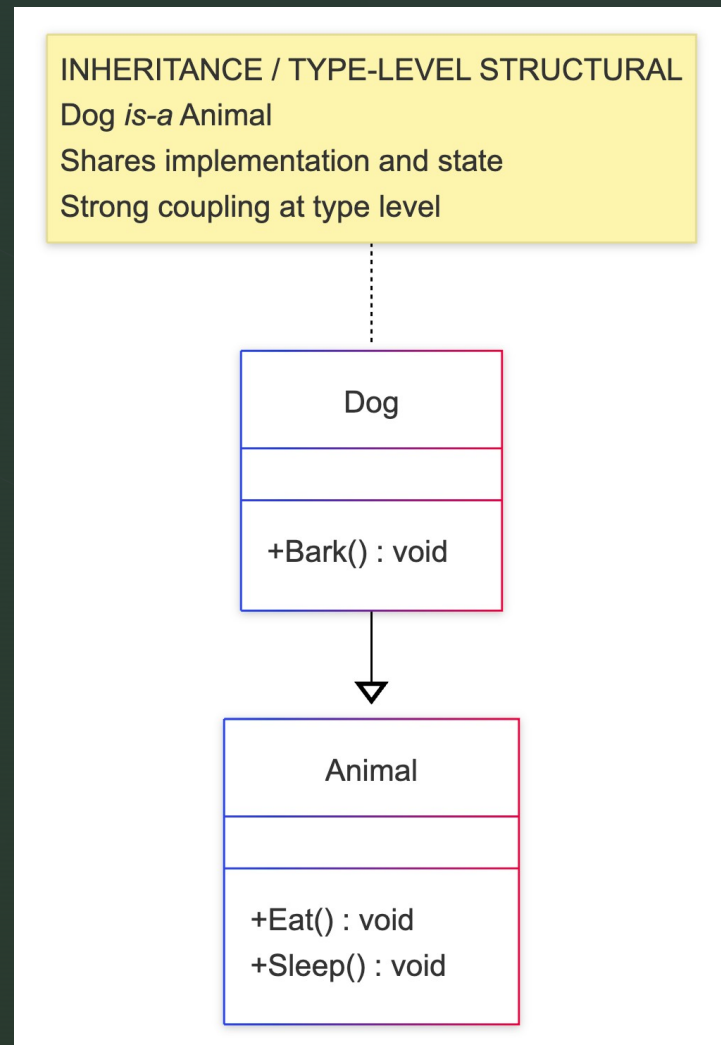 INHERITANCE / TYPE-LEVEL STRUCTURAL
Dog is-a Animal
Shares implementation and state
Strong coupling at type level
Dog
+Bark() : void
Animal
+Eat() : void
+Sleep() : void